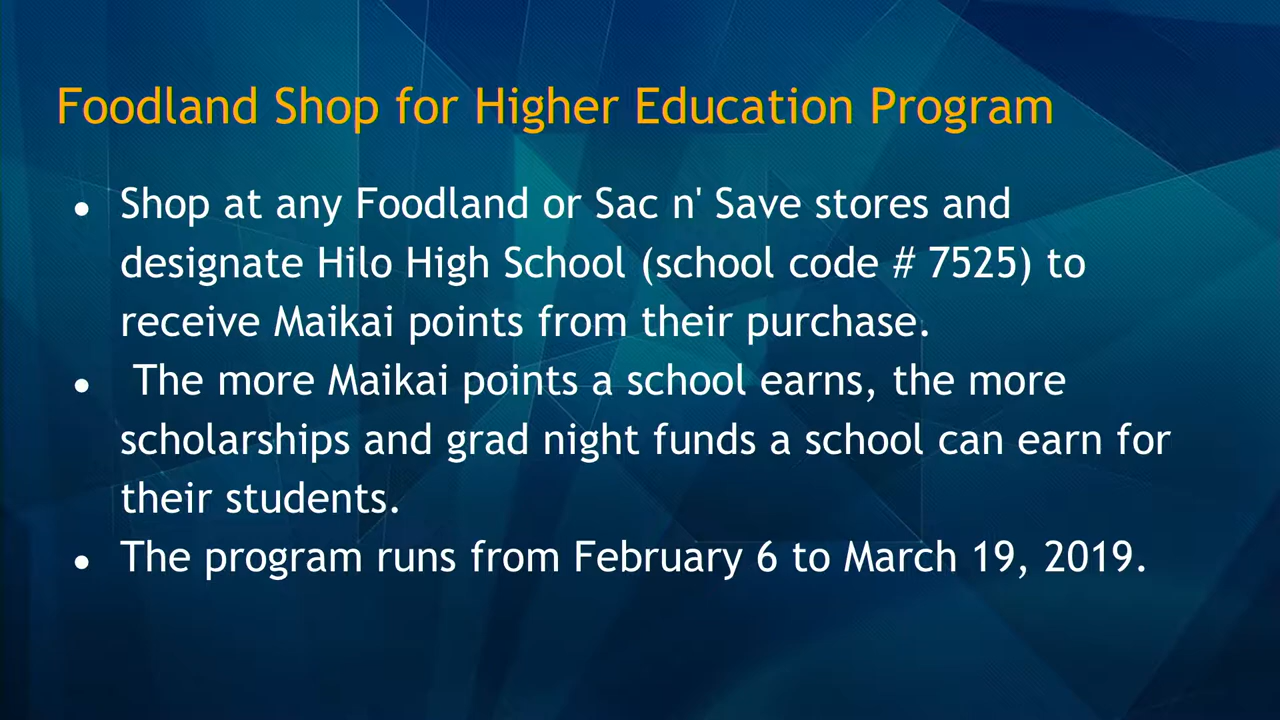 Foodland Shop for Higher Education Program
● Shop at any Foodland or Sac n' Save stores and
designate Hilo High School (school code # 7525) to
receive Maikai points from their purchase.
● The more Maikai points a school earns, the more
scholarships and grad night funds a school can earn for
their students.
● The program runs from February 6 to March 19, 2019.